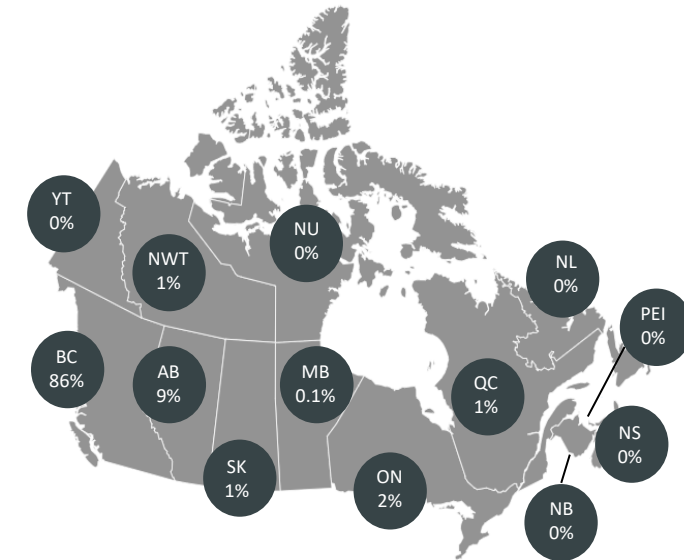 YT
0%
NU
0%
NWT
1%
NL
0%
PEI
0%
BC
86%
AB
9%
MB
0.1%
QC
1%
NS
0%
SK
1%
ON
2%
NB
0%